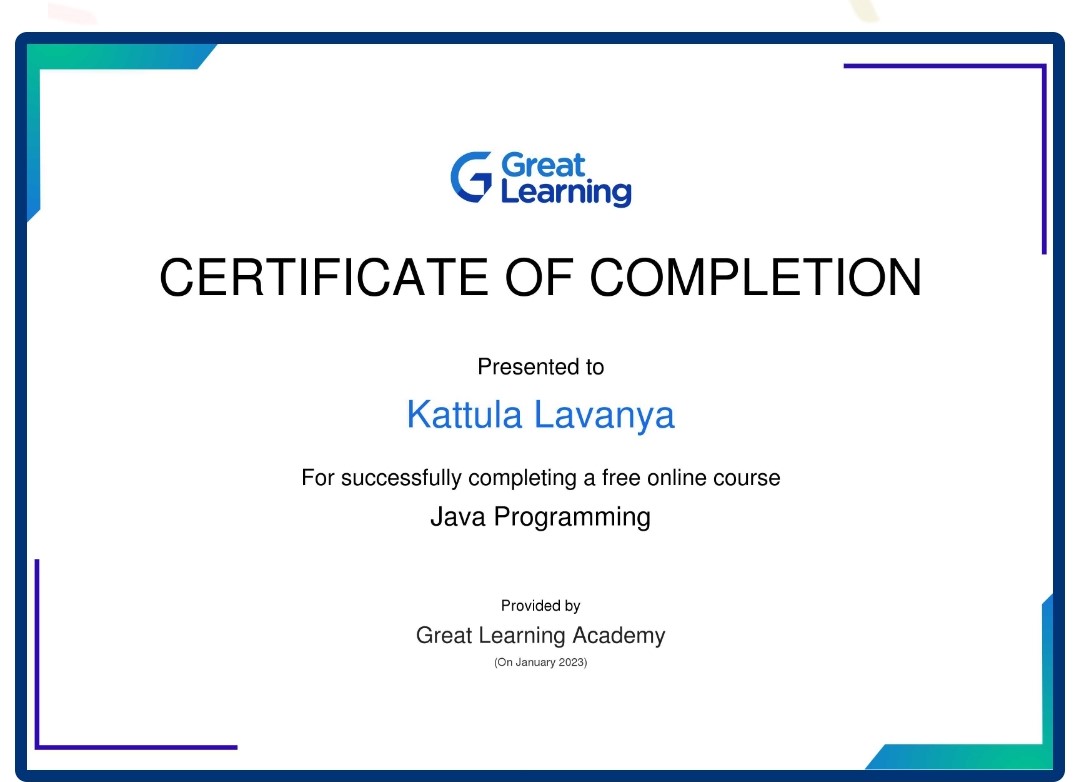 Great
Learning
CERTIFICATE OF COMPLETION
Presented to
Kattula Lavanya
For successfully completing a free online course
Java Programming
Provided by
Great Learning Academy
(On January 2023)